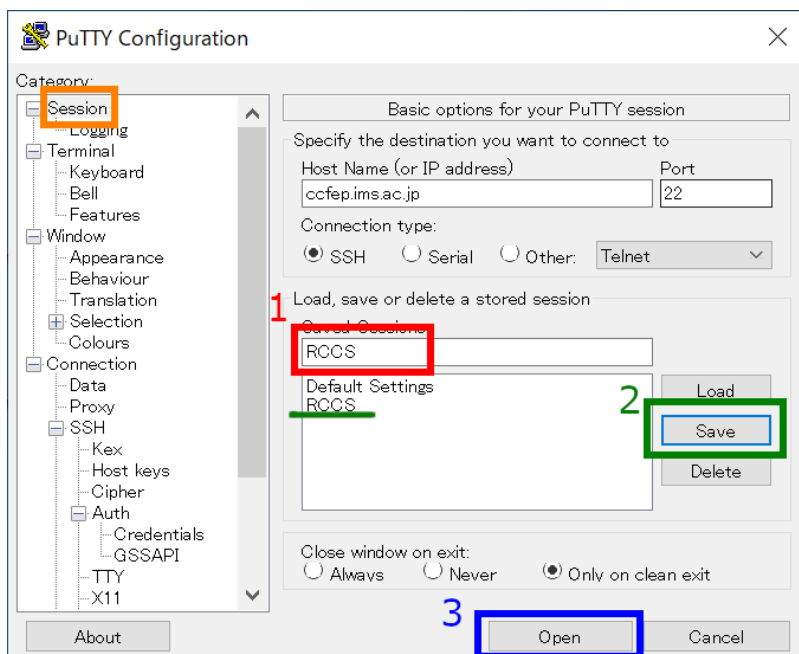 PuTTY Configuration
Category:
Session
Logging
Terminal
Keyboard
Bell
Features
Window
Appearance
Behaviour
Translation
Selection
Colours
Connection
Data
Proxy
SSH
Kex
Host keys
Cipher
Auth
Credentials
GSSAPI
TTY
X11
Basic options for your PuTTY session
Specify the destination you want to connect to
Host Name (or IP address) Port
ccfep.ims.ac.jp 22
Connection type:
SSH Serial Other: Telnet
Load, save or delete a stored session
1
Saved Sessions
RCCS
Default Settings
RCCS
Load
2
Save
Delete
Close window on exit:
Always Never Only on clean exit
3
About Open Cancel